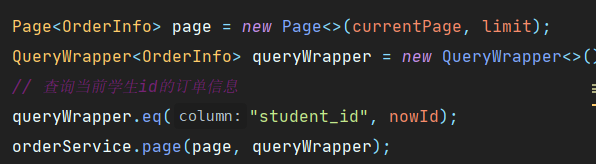 Page<OrderInfo> page = new Page<>(currentPage, limit);
QueryWrapper<OrderInfo> queryWrapper = new QueryWrapper<>()
// 查询当前学生id的订单信息
queryWrapper.eq( column: "student_id", nowId);
orderService.page(page, queryWrapper);